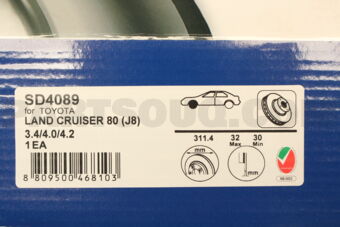 SD4089
for TOYOTA
LAND CRUISER 80 (J8)
3.4/4.0/4.2
1EA
8 809500 468103
311.4 32 30
Max Min
mm mm